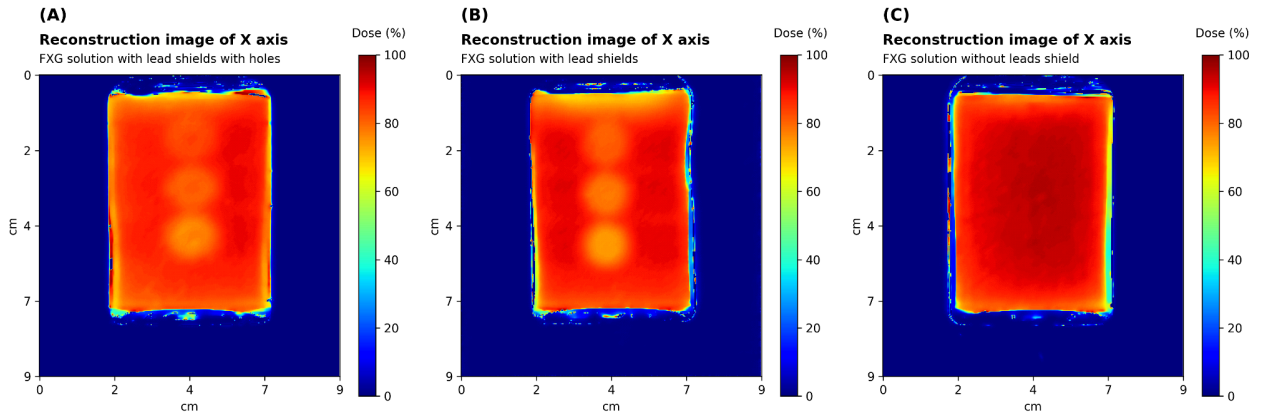 (A)
Reconstruction image of X axis
FXG solution with lead shields with holes
Dose (%)
0
2
4
7
9
cm
0
2
4
7
9
cm
100
80
60
40
20
0
(B)
Reconstruction image of X axis
FXG solution with lead shields
Dose (%)
0
2
4
7
9
cm
0
2
4
7
9
cm
100
80
60
40
20
0
(C)
Reconstruction image of X axis
FXG solution without leads shield
Dose (%)
0
2
4
7
9
cm
0
2
4
7
9
cm
100
80
60
40
20
0